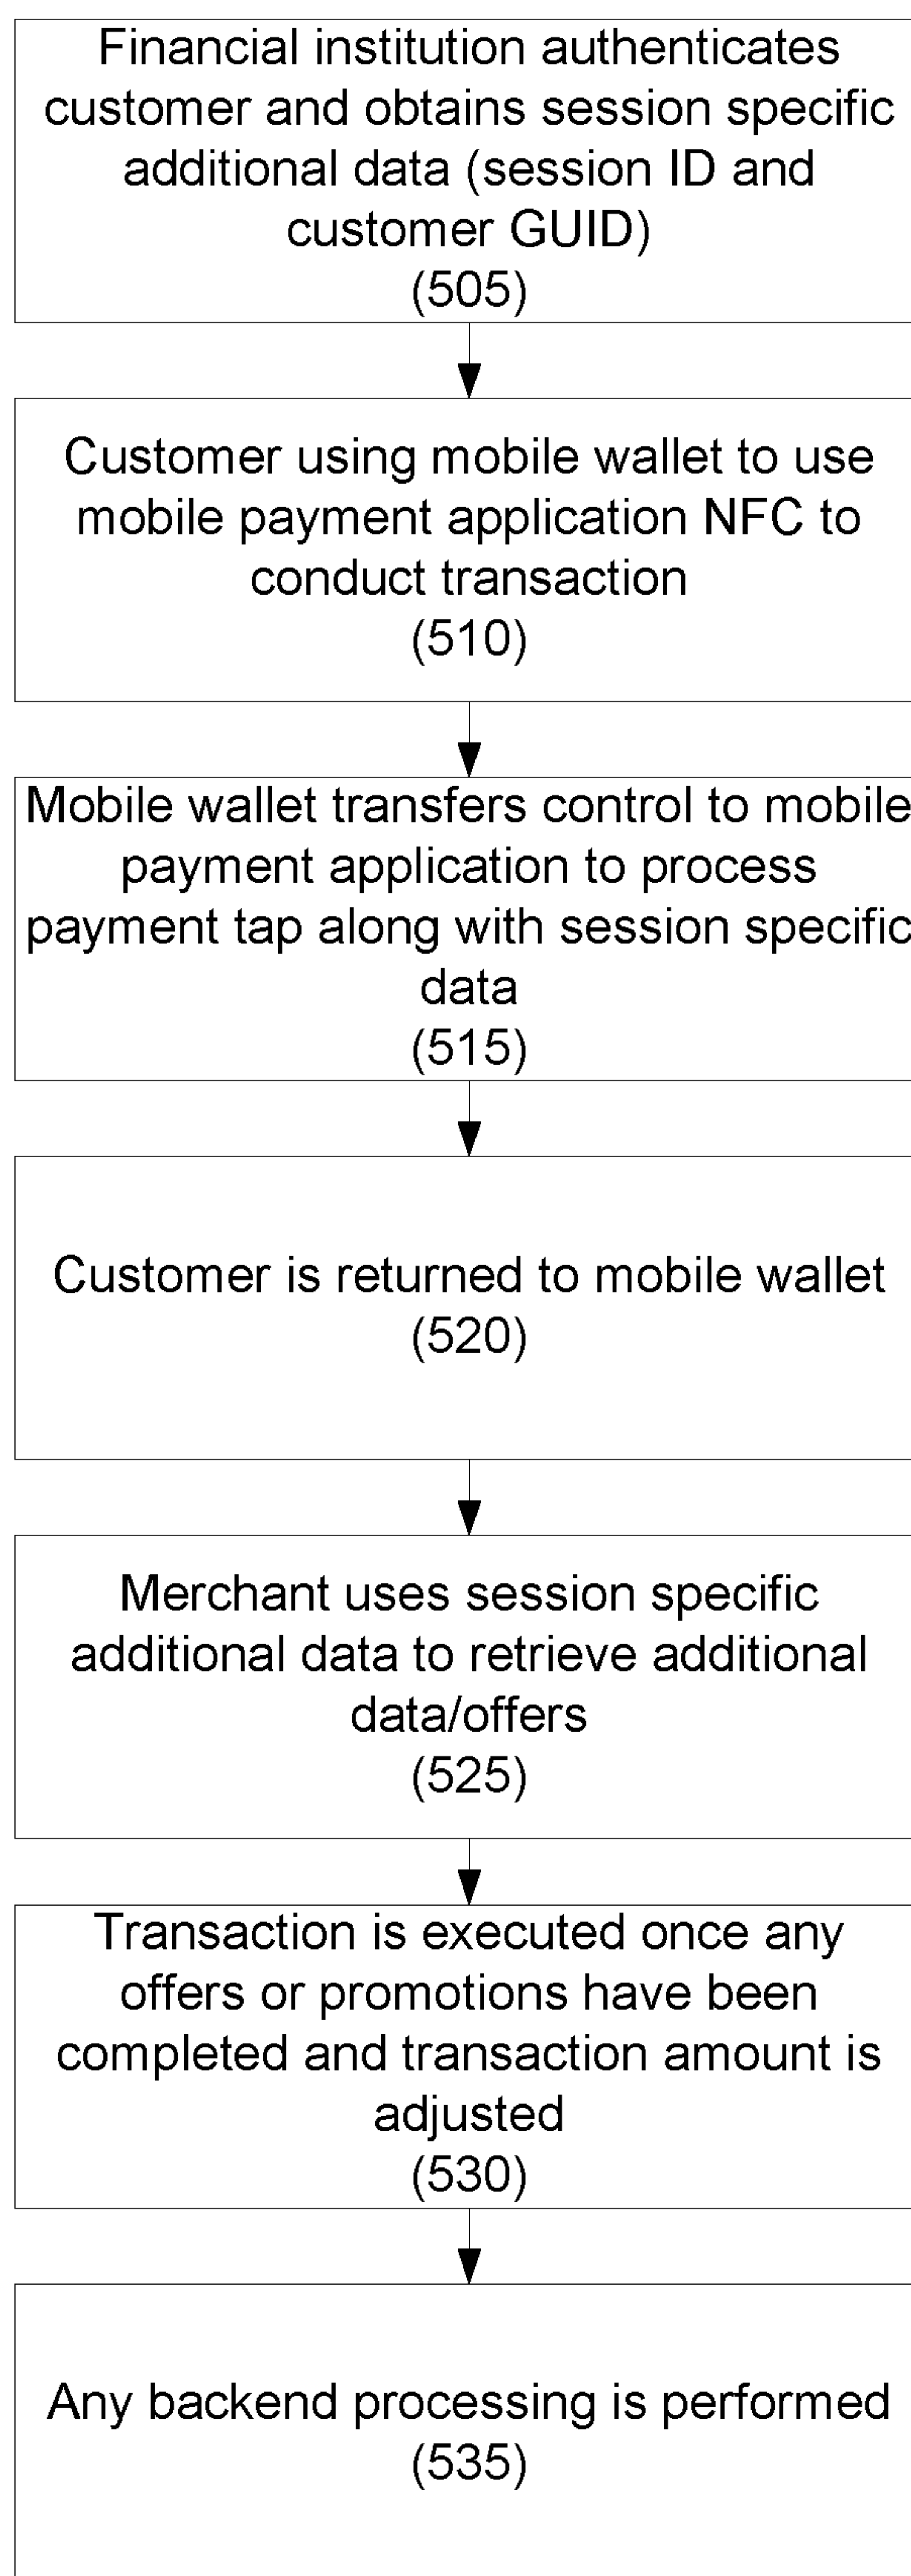 Financial institution authenticates
customer and obtains session specific
additional data (session ID and
customer GUID)
(505)
Customer using mobile wallet to use
mobile payment application NFC to
conduct transaction
(510)
Mobile wallet transfers control to mobile
payment application to process
payment tap along with session specific
data
(515)
Customer is returned to mobile wallet
(520)
Merchant uses session specific
additional data to retrieve additional
data/offers
(525)
Transaction is executed once any
offers or promotions have been
completed and transaction amount is
adjusted
(530)
Any backend processing is performed
(535)